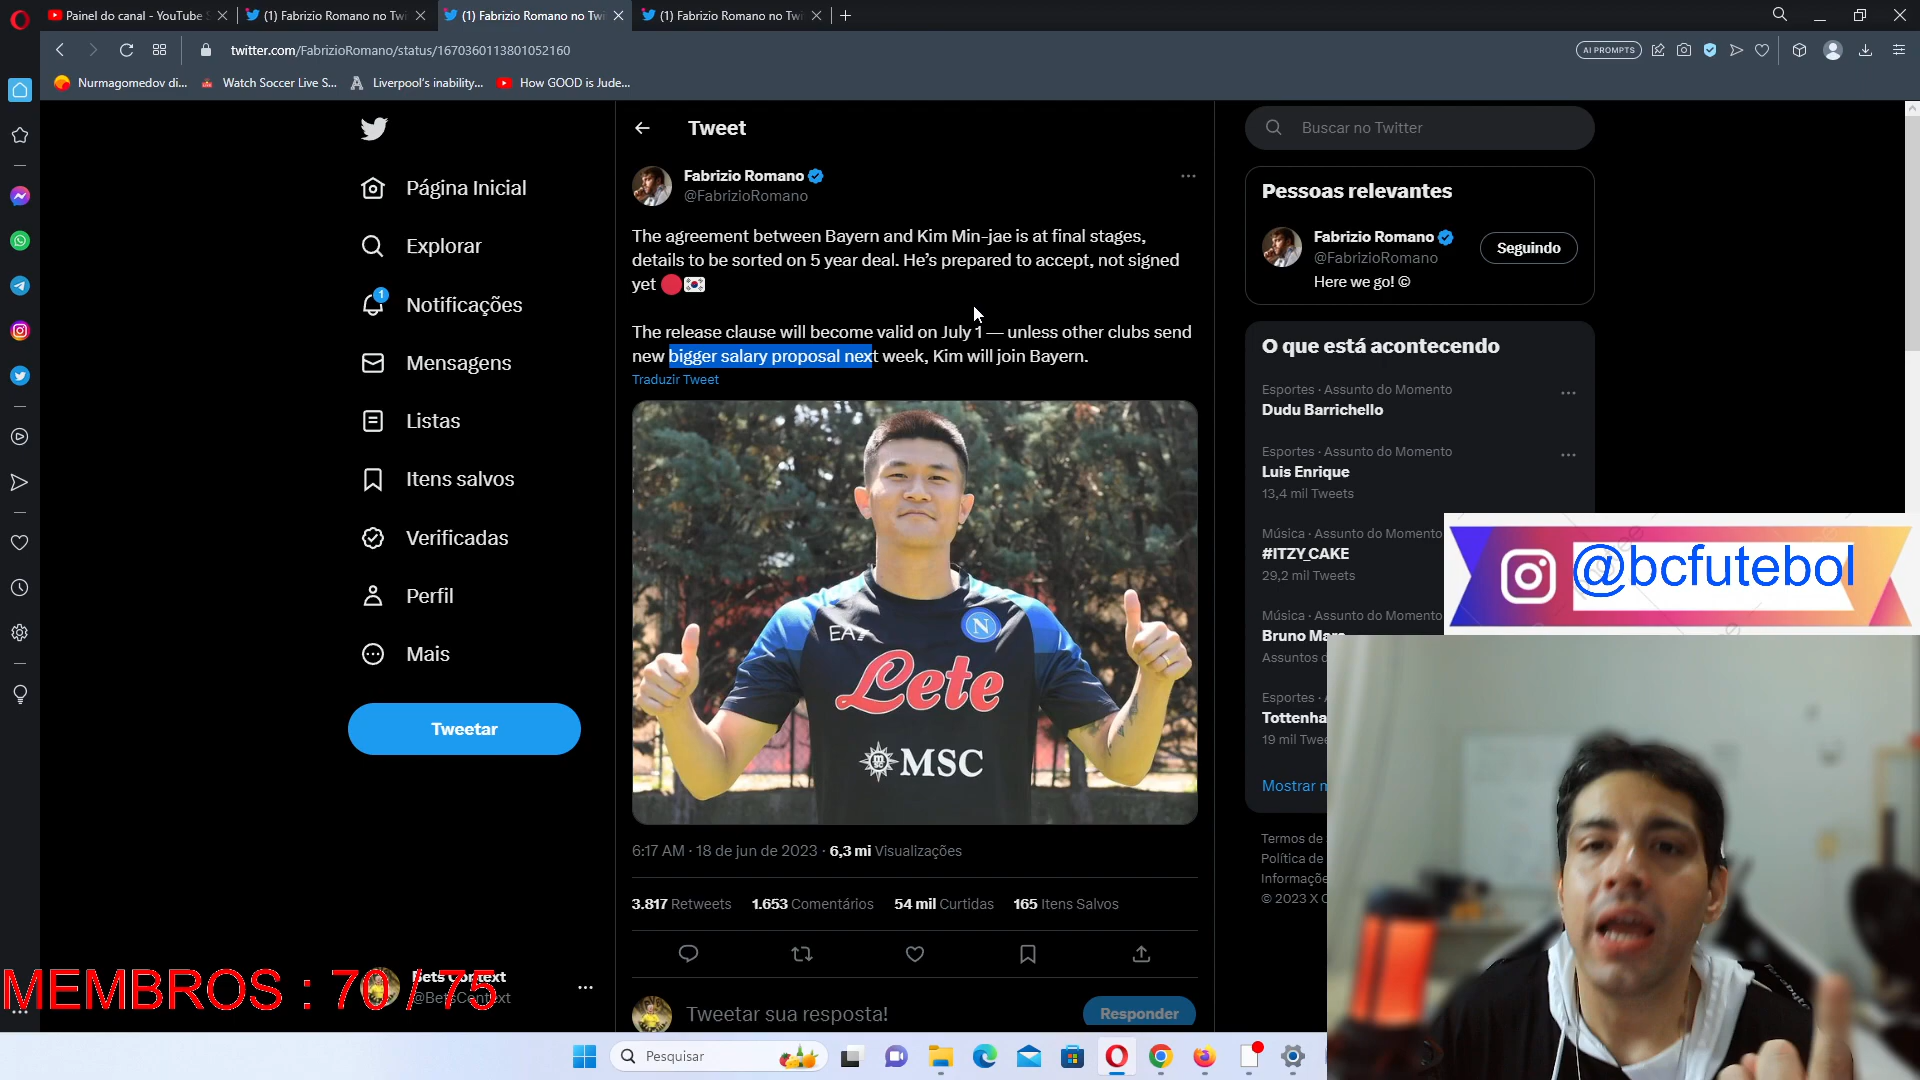 Painel do canal - YouTube S
(1) Fabrizio Romano no Twi
(1) Fabrizio Romano no Twi
(1) Fabrizio Romano no Twi
twitter.com/FabrizioRomano/status/1670360113801052160
AI PROMPTS
Nurmagomedov di...
Watch Soccer Live S...
Liverpool's inability...
How GOOD is Jude...
Página Inicial
Explorar
1
Notificações
Mensagens
Listas
Itens salvos
Verificadas
Perfil
Mais
Tweetar
Bets Context
@BetsContext
MEMBROS : 70 / 75
Tweet
Fabrizio Romano
@FabrizioRomano
The agreement between Bayern and Kim Min-jae is at final stages,
details to be sorted on 5 year deal. He's prepared to accept, not signed
yet 🔴🇰🇷
The release clause will become valid on July 1 — unless other clubs send
new bigger salary proposal next week, Kim will join Bayern.
Traduzir Tweet
EA7
N
Lete
MSC
6:17 AM · 18 de jun de 2023 · 6,3 mi Visualizações
3.817 Retweets 1.653 Comentários 54 mil Curtidas 165 Itens Salvos
Tweetar sua resposta!
Responder
Buscar no Twitter
Pessoas relevantes
Fabrizio Romano
@FabrizioRomano
Seguindo
Here we go! ©
O que está acontecendo
Esportes · Assunto do Momento
Dudu Barrichello
Esportes · Assunto do Momento
Luis Enrique
13,4 mil Tweets
Música · Assunto do Momento
#ITZY_CAKE
29,2 mil Tweets
Música · Assunto do Momento
Bruno Mars
Assuntos d
Esportes ·
Tottenha
19 mil Twee
Mostrar m
Termos de
Política de
Informaçõe
© 2023 X C
@bcfutebol
Pesquisar